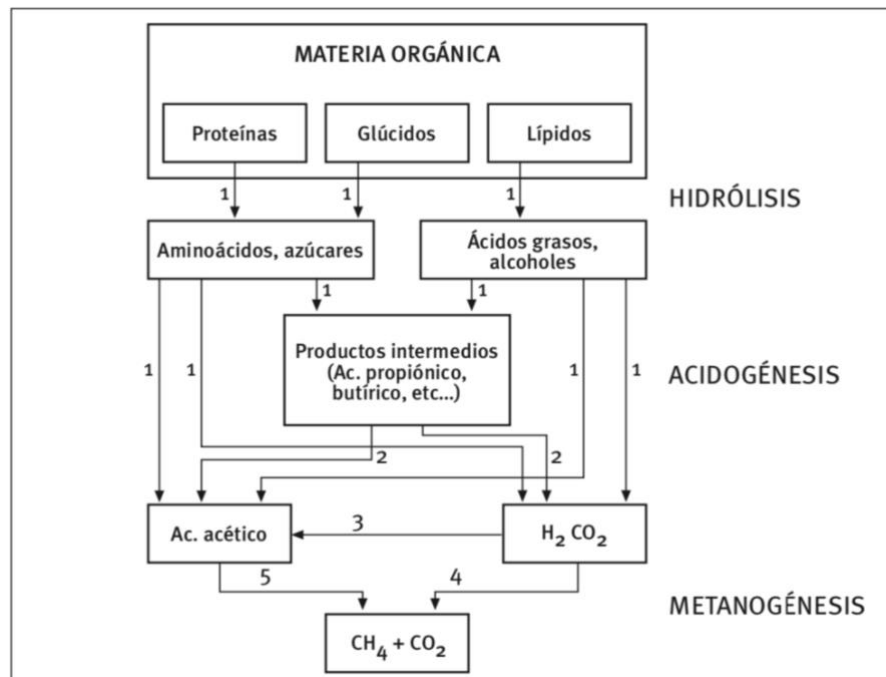 MATERIA ORGÁNICA
Proteínas
Glúcidos
Lípidos
1
1
1
HIDRÓLISIS
Aminoácidos, azúcares
Ácidos grasos,
alcoholes
1
1
Productos intermedios
(Ac. propiónico,
butírico, etc...)
1
1
1
1
ACIDOGÉNESIS
2
2
Ac. acético
3
H2 CO2
5
4
METANOGÉNESIS
CH4 + CO2